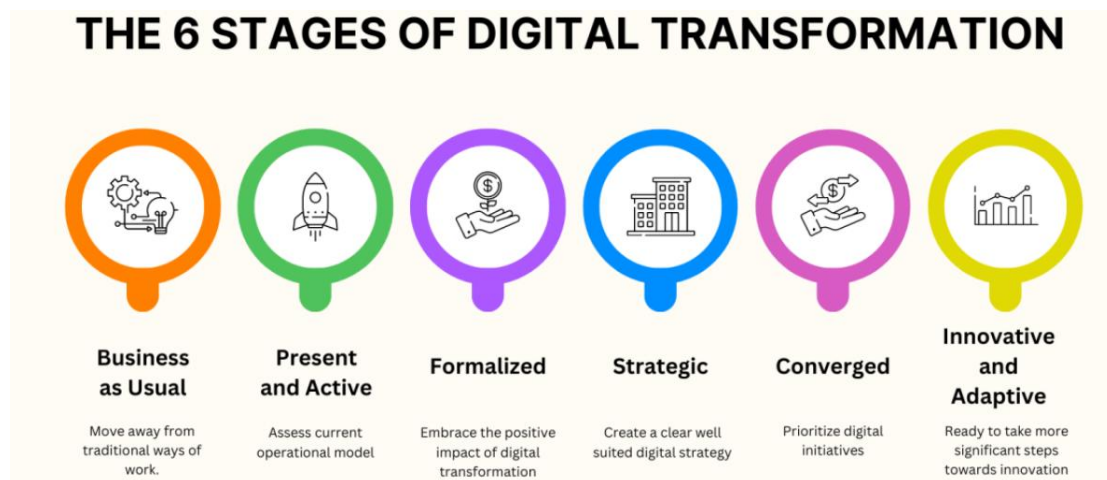 THE 6 STAGES OF DIGITAL TRANSFORMATION
Business
as Usual
Move away from
traditional ways of
work.
Present
and Active
Assess current
operational model
Formalized
Embrace the positive
impact of digital
transformation
Strategic
Create a clear well
suited digital strategy
Converged
Prioritize digital
initiatives
Innovative
and
Adaptive
Ready to take more
significant steps
towards innovation